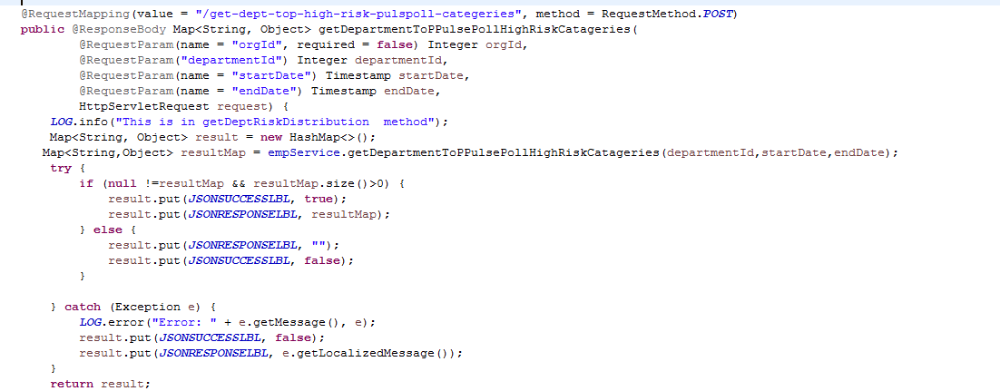 @RequestMapping(value = "/get-dept-top-high-risk-pulspoll-categeries", method = RequestMethod.POST)
public @ResponseBody Map<String, Object> getDepartmentToPPulsePollHighRiskCatageries(
@RequestParam(name = "orgId", required = false) Integer orgId,
@RequestParam("departmentId") Integer departmentId,
@RequestParam(name = "startDate") Timestamp startDate,
@RequestParam(name = "endDate") Timestamp endDate,
HttpServletRequest request) {
LOG.info("This is in getDeptRiskDistribution  method");
Map<String, Object> result = new HashMap<>();
Map<String,Object> resultMap = empService.getDepartmentToPPulsePollHighRiskCatageries(departmentId,startDate,endDate);
try {
if (null !=resultMap && resultMap.size()>0) {
result.put(JSONSUCCESSLBL, true);
result.put(JSONRESPONSELBL, resultMap);
} else {
result.put(JSONRESPONSELBL, "");
result.put(JSONSUCCESSLBL, false);
}
} catch (Exception e) {
LOG.error("Error: " + e.getMessage(), e);
result.put(JSONSUCCESSLBL, false);
result.put(JSONRESPONSELBL, e.getLocalizedMessage());
}
return result;